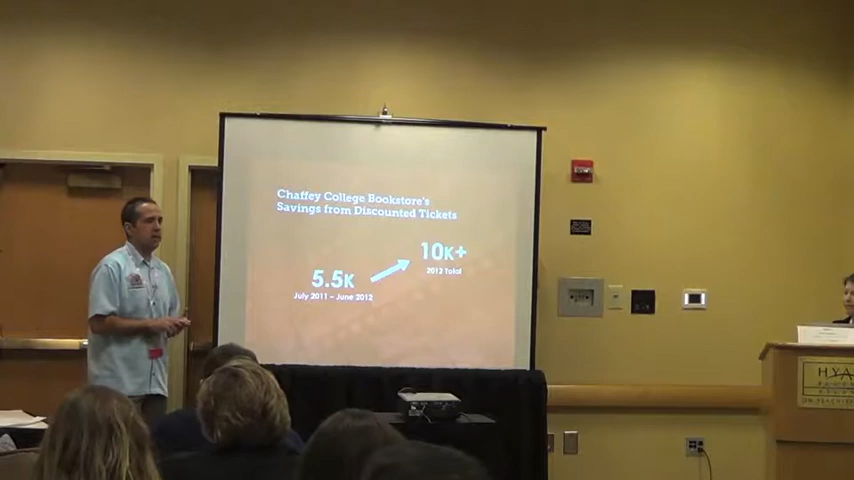 Chaffey College Bookstore's
Savings from Discounted Tickets
10K+
2012 Total
5.5K
July 2011 – June 2012